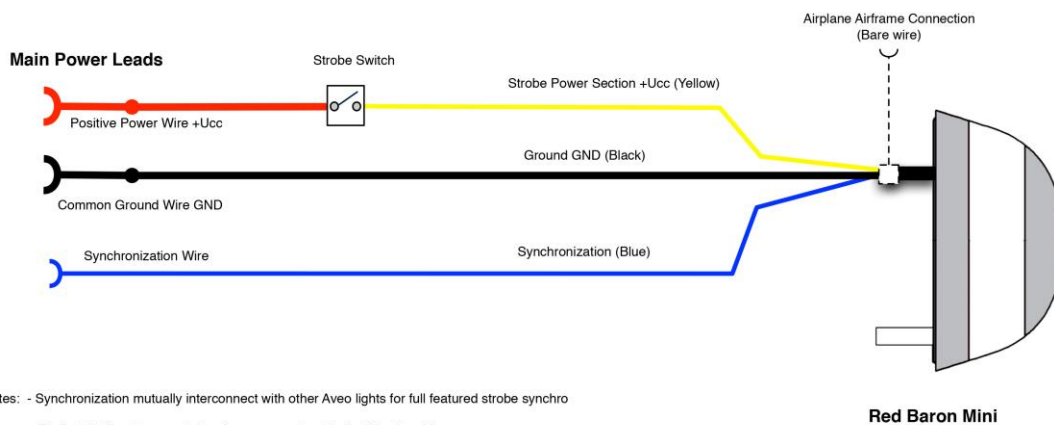 Airplane Airframe Connection
(Bare wire)
Main Power Leads
Strobe Switch
Strobe Power Section +Ucc (Yellow)
Positive Power Wire +Ucc
Ground GND (Black)
Common Ground Wire GND
Synchronization Wire
Synchronization (Blue)
tes: - Synchronization mutually interconnect with other Aveo lights for full featured strobe synchro
Red Baron Mini